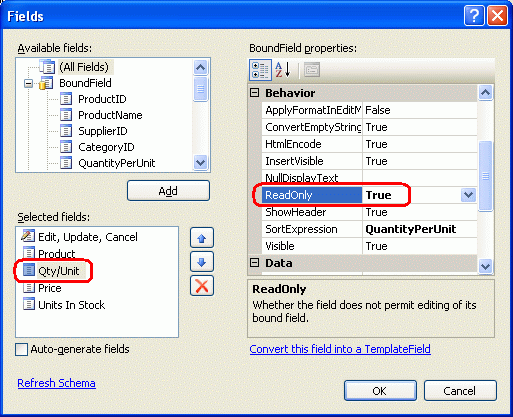 Fields
Available fields:
(All Fields)
BoundField
ProductID
ProductName
SupplierID
CategoryID
QuantityPerUnit
Add
Selected fields:
Edit, Update, Cancel
Product
Qty/Unit
Price
Units In Stock
Auto-generate fields
Refresh Schema
BoundField properties:
Behavior
ApplyFormatInEditM False
ConvertEmptyString True
HtmlEncode True
InsertVisible True
NullDisplayText
ReadOnly True
ShowHeader True
SortExpression QuantityPerUnit
Visible True
Data
ReadOnly
Whether the field does not permit editing of its
bound field.
Convert this field into a TemplateField
OK Cancel